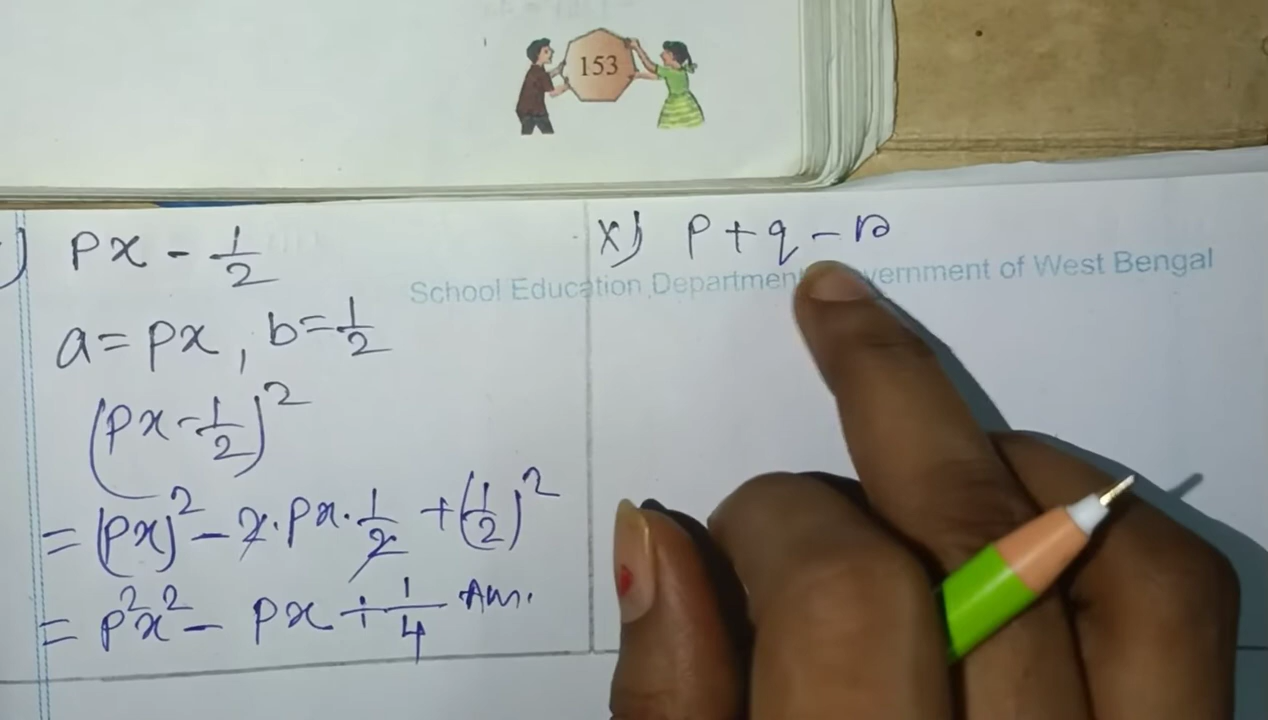 153
px - 1/2
a = px, b = 1/2
(px - 1/2)²
= (px)² - 2·px·1/2 + (1/2)²
= p²x² - px + 1/4 Ans.
x) p + q - r
School Education Department Government of West Bengal